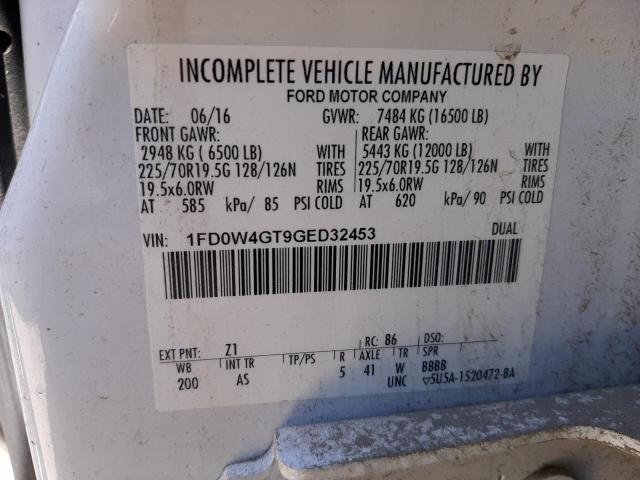 INCOMPLETE VEHICLE MANUFACTURED BY
FORD MOTOR COMPANY
DATE: 06/16 GVWR: 7484 KG (16500 LB)
FRONT GAWR: REAR GAWR:
2948 KG ( 6500 LB) WITH 5443 KG (12000 LB) WITH
225/70R19.5G 128/126N TIRES 225/70R19.5G 128/126N TIRES
19.5x6.0RW RIMS 19.5x6.0RW RIMS
AT 585 kPa/ 85 PSI COLD AT 620 kPa/ 90 PSI COLD
VIN: 1FD0W4GT9GED32453 DUAL
EXT PNT: Z1 RC: 86 DSO:
WB INT TR TP/PS R AXLE TR SPR
200 AS 5 41 W BBBB
UNC ▽5U5A-1520472-BA